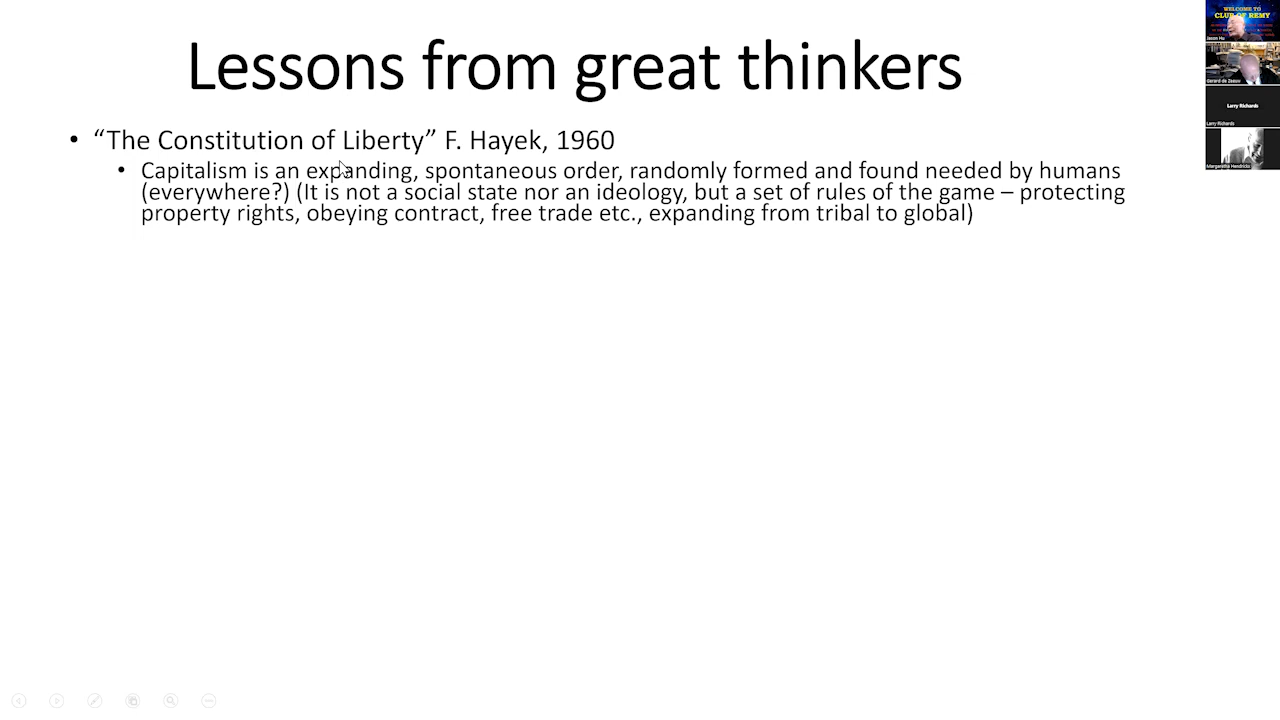 Lessons from great thinkers
• “The Constitution of Liberty” F. Hayek, 1960
• Capitalism is an expanding, spontaneous order, randomly formed and found needed by humans
(everywhere?) (It is not a social state nor an ideology, but a set of rules of the game – protecting
property rights, obeying contract, free trade etc., expanding from tribal to global)
WELCOME TO
CLUB OF REMY
Jason Hu
Gerard de Zeeuw
Larry Richards
Larry Richards
Margaretha Hendrickx